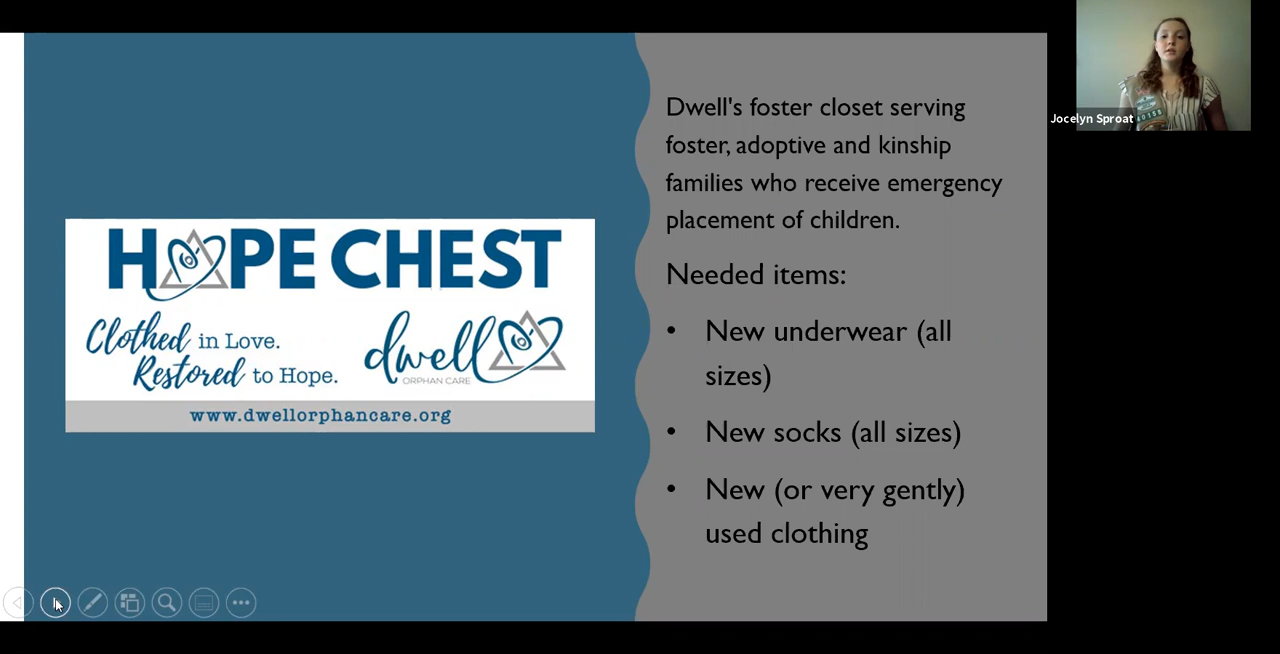 HOPE CHEST
Clothed in Love.
Restored to Hope.
dwell
ORPHAN CARE
www.dwellorphancare.org
Dwell's foster closet serving
foster, adoptive and kinship
families who receive emergency
placement of children.
Needed items:
• New underwear (all
sizes)
• New socks (all sizes)
• New (or very gently)
used clothing
Jocelyn Sproat
40158